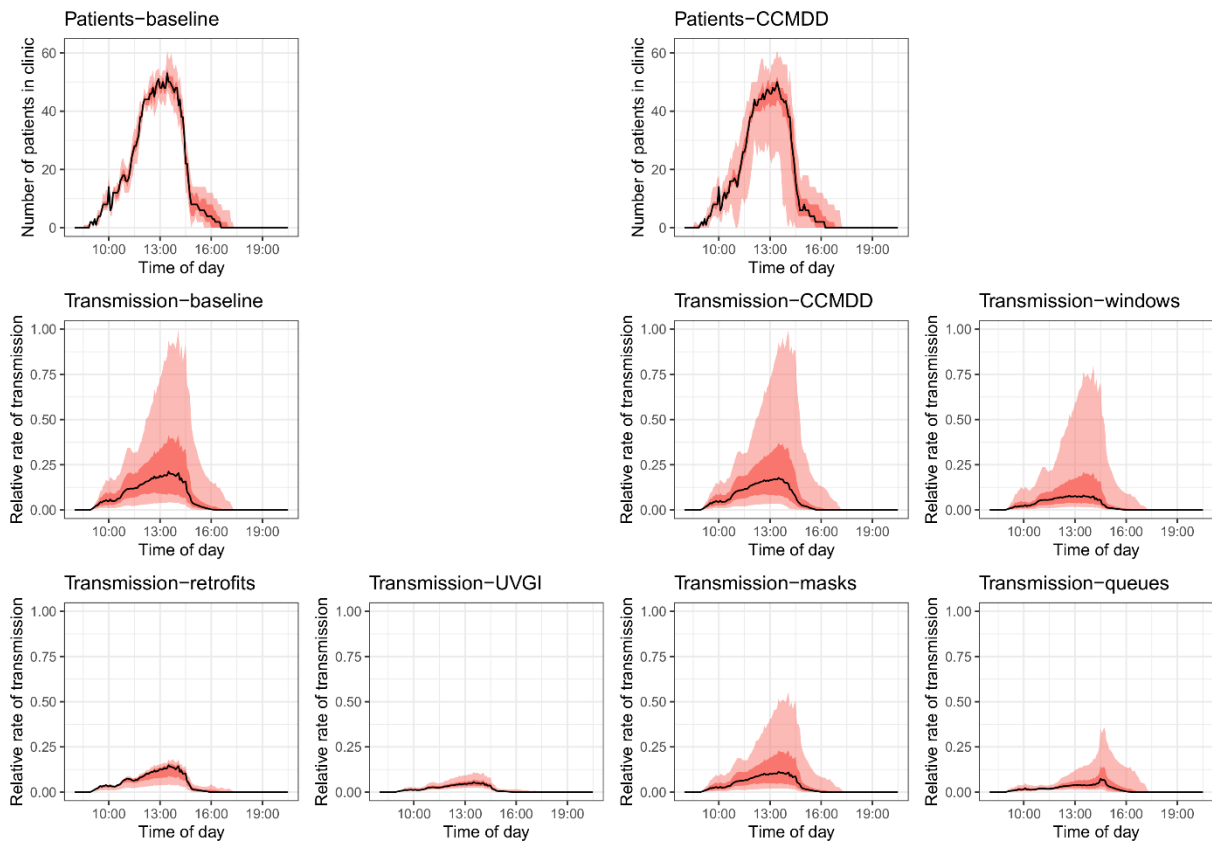 Patients−baseline
Number of patients in clinic
60
40
20
0
10:00 13:00 16:00 19:00
Time of day
Patients−CCMDD
Number of patients in clinic
60
40
20
0
10:00 13:00 16:00 19:00
Time of day
Transmission−baseline
Relative rate of transmission
1.00
0.75
0.50
0.25
0.00
10:00 13:00 16:00 19:00
Time of day
Transmission−CCMDD
Relative rate of transmission
1.00
0.75
0.50
0.25
0.00
10:00 13:00 16:00 19:00
Time of day
Transmission−windows
Relative rate of transmission
1.00
0.75
0.50
0.25
0.00
10:00 13:00 16:00 19:00
Time of day
Transmission−retrofits
Relative rate of transmission
1.00
0.75
0.50
0.25
0.00
10:00 13:00 16:00 19:00
Time of day
Transmission−UVGI
Relative rate of transmission
1.00
0.75
0.50
0.25
0.00
10:00 13:00 16:00 19:00
Time of day
Transmission−masks
Relative rate of transmission
1.00
0.75
0.50
0.25
0.00
10:00 13:00 16:00 19:00
Time of day
Transmission−queues
Relative rate of transmission
1.00
0.75
0.50
0.25
0.00
10:00 13:00 16:00 19:00
Time of day